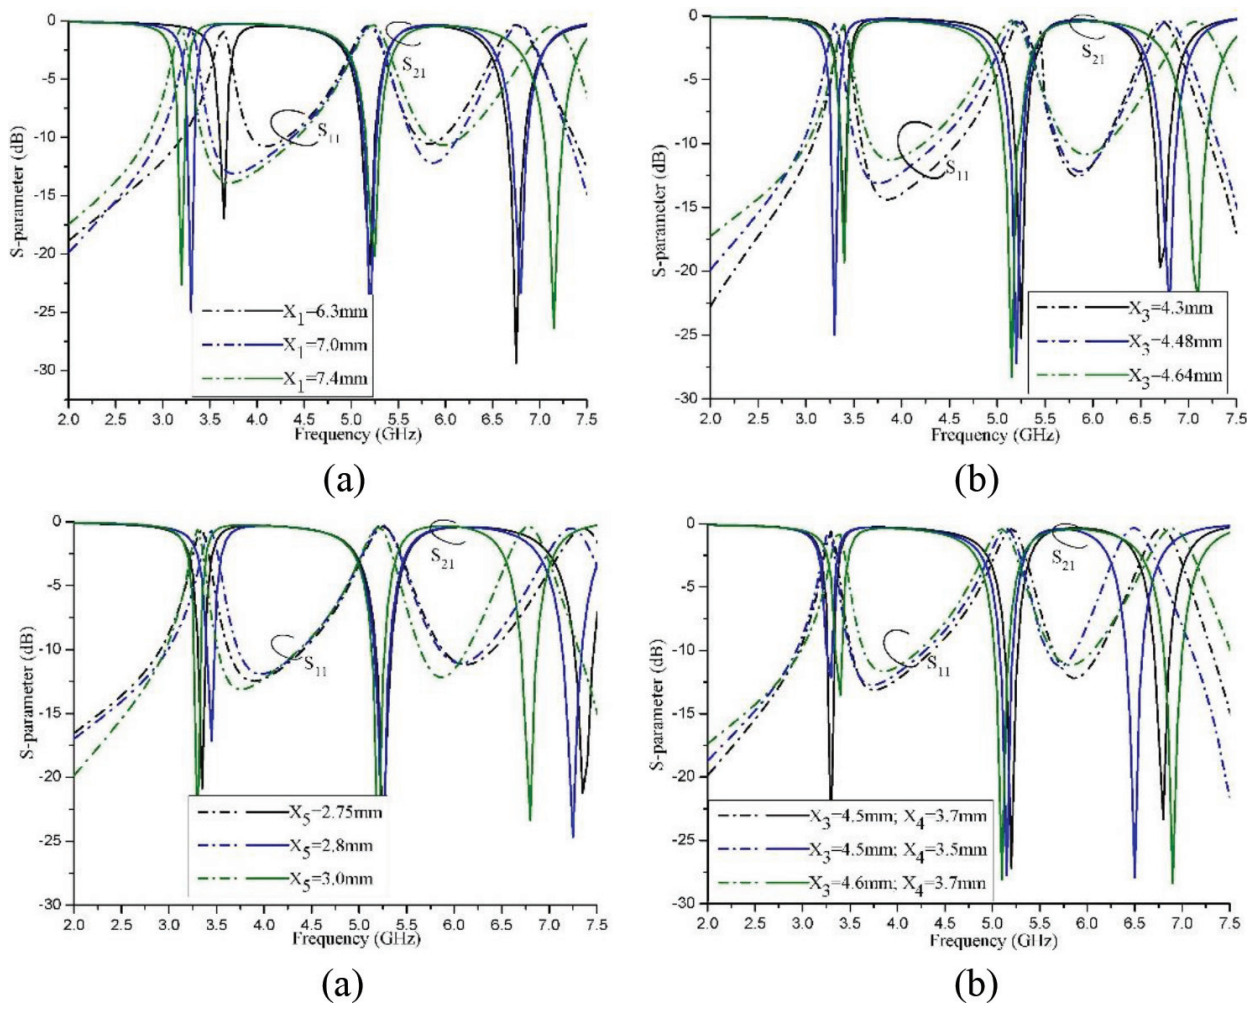 0
-5
-10
-15
-20
-25
-30
S-parameter (dB)
S21
S11
X1=6.3mm
X1=7.0mm
X1=7.4mm
2.0 2.5 3.0 3.5 4.0 4.5 5.0 5.5 6.0 6.5 7.0 7.5
Frequency (GHz)
(a)
0
-5
-10
-15
-20
-25
-30
S-parameter (dB)
S21
S11
X3=4.3mm
X3=4.48mm
X3=4.64mm
2.0 2.5 3.0 3.5 4.0 4.5 5.0 5.5 6.0 6.5 7.0 7.5
Frequency (GHz)
(b)
0
-5
-10
-15
-20
-25
-30
S-parameter (dB)
S21
S11
X5=2.75mm
X5=2.8mm
X5=3.0mm
2.0 2.5 3.0 3.5 4.0 4.5 5.0 5.5 6.0 6.5 7.0 7.5
Frequency (GHz)
(a)
0
-5
-10
-15
-20
-25
-30
S-parameter (dB)
S21
S11
X3=4.5mm; X4=3.7mm
X3=4.5mm; X4=3.5mm
X3=4.6mm; X4=3.7mm
2.0 2.5 3.0 3.5 4.0 4.5 5.0 5.5 6.0 6.5 7.0 7.5
Frequency (GHz)
(b)